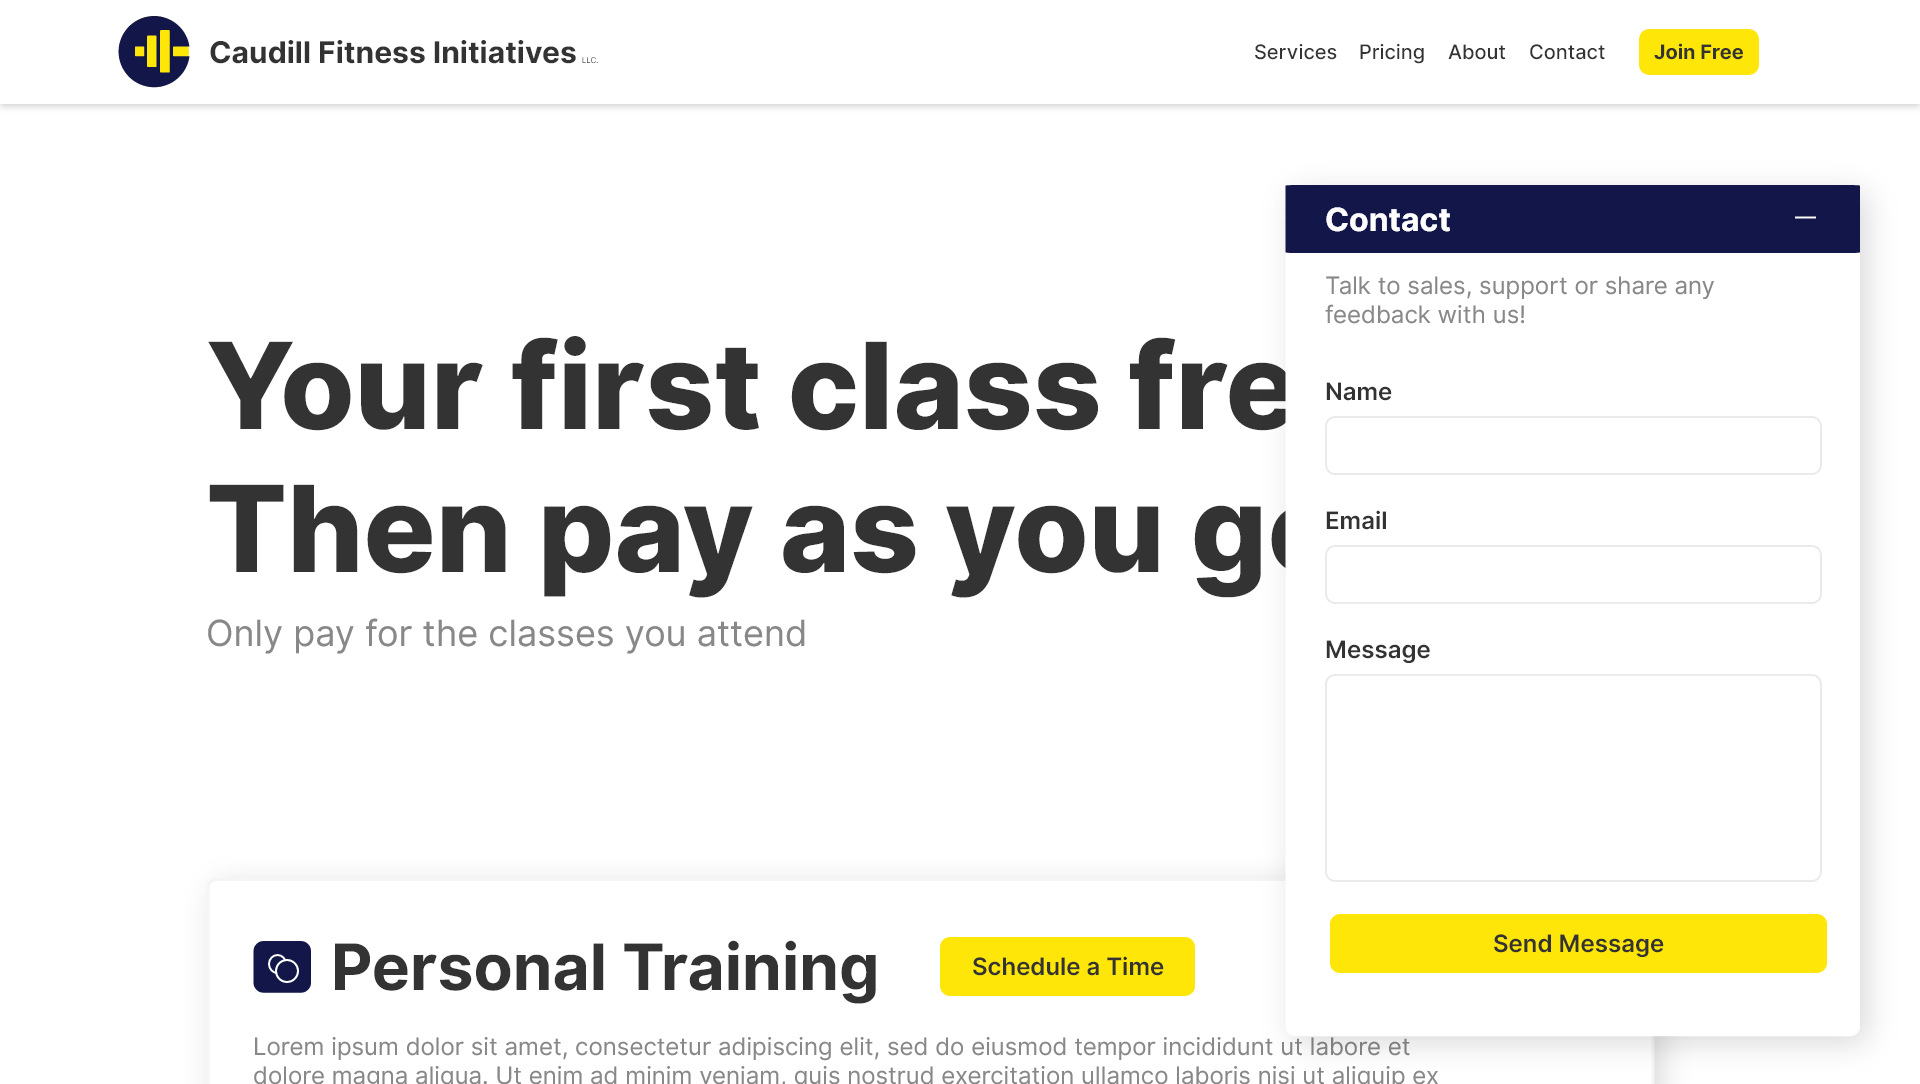 Caudill Fitness Initiatives LLC.
Services Pricing About Contact Join Free
Your first class fre
Then pay as you go
Only pay for the classes you attend
Contact
Talk to sales, support or share any
feedback with us!
Name
Email
Message
Send Message
Personal Training
Schedule a Time
Lorem ipsum dolor sit amet, consectetur adipiscing elit, sed do eiusmod tempor incididunt ut labore et
dolore magna aliqua. Ut enim ad minim veniam, quis nostrud exercitation ullamco laboris nisi ut aliquip ex